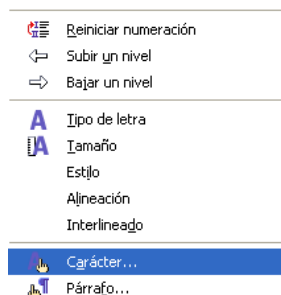 Reiniciar numeración
Subir un nivel
Bajar un nivel
Tipo de letra
Tamaño
Estilo
Alineación
Interlineado
Carácter...
Párrafo...